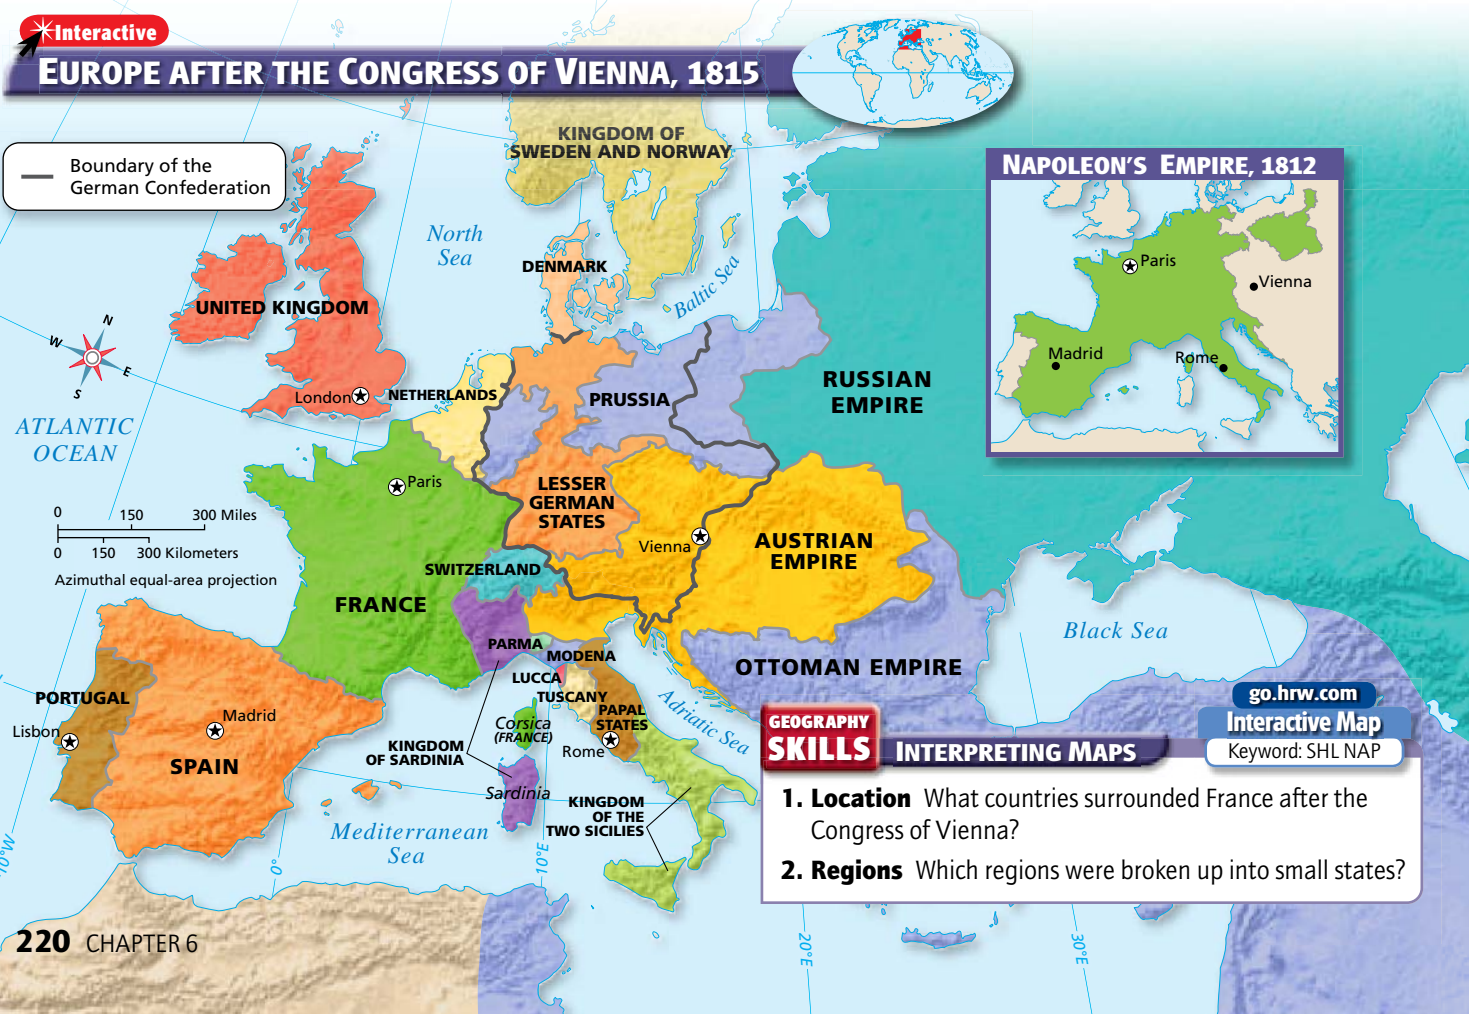 Interactive
EUROPE AFTER THE CONGRESS OF VIENNA, 1815
Boundary of the
German Confederation
KINGDOM OF
SWEDEN AND NORWAY
NAPOLEON'S EMPIRE, 1812
Paris
Vienna
Madrid
Rome
North
Sea
DENMARK
Baltic Sea
UNITED KINGDOM
N
W
E
S
London
NETHERLANDS
PRUSSIA
RUSSIAN
EMPIRE
ATLANTIC
OCEAN
Paris
LESSER
GERMAN
STATES
0 150 300 Miles
0 150 300 Kilometers
Azimuthal equal-area projection
Vienna
AUSTRIAN
EMPIRE
SWITZERLAND
FRANCE
Black Sea
PARMA
MODENA
OTTOMAN EMPIRE
LUCCA
TUSCANY
PAPAL
STATES
PORTUGAL
Lisbon
Madrid
SPAIN
Corsica
(FRANCE)
Rome
Adriatic Sea
KINGDOM
OF SARDINIA
Sardinia
KINGDOM
OF THE
TWO SICILIES
Mediterranean
Sea
10°W
0°
10°E
20°E
30°E
go.hrw.com
Interactive Map
Keyword: SHL NAP
GEOGRAPHY
SKILLS INTERPRETING MAPS
1. Location What countries surrounded France after the
Congress of Vienna?
2. Regions Which regions were broken up into small states?
220 CHAPTER 6